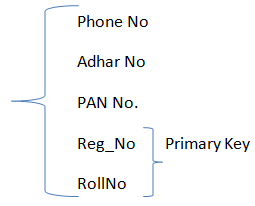 Phone No
Adhar No
PAN No.
Reg_No
Primary Key
RollNo